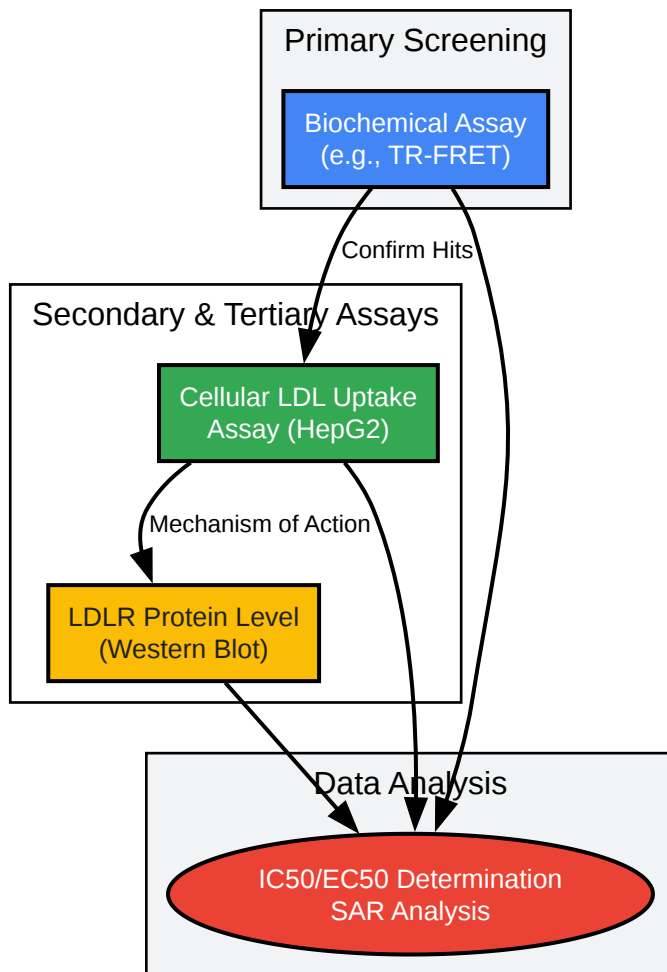 Primary Screening
Biochemical Assay
(e.g., TR-FRET)
Confirm Hits
Secondary & Tertiary Assays
Cellular LDL Uptake
Assay (HepG2)
Mechanism of Action
LDLR Protein Level
(Western Blot)
Data Analysis
IC50/EC50 Determination
SAR Analysis